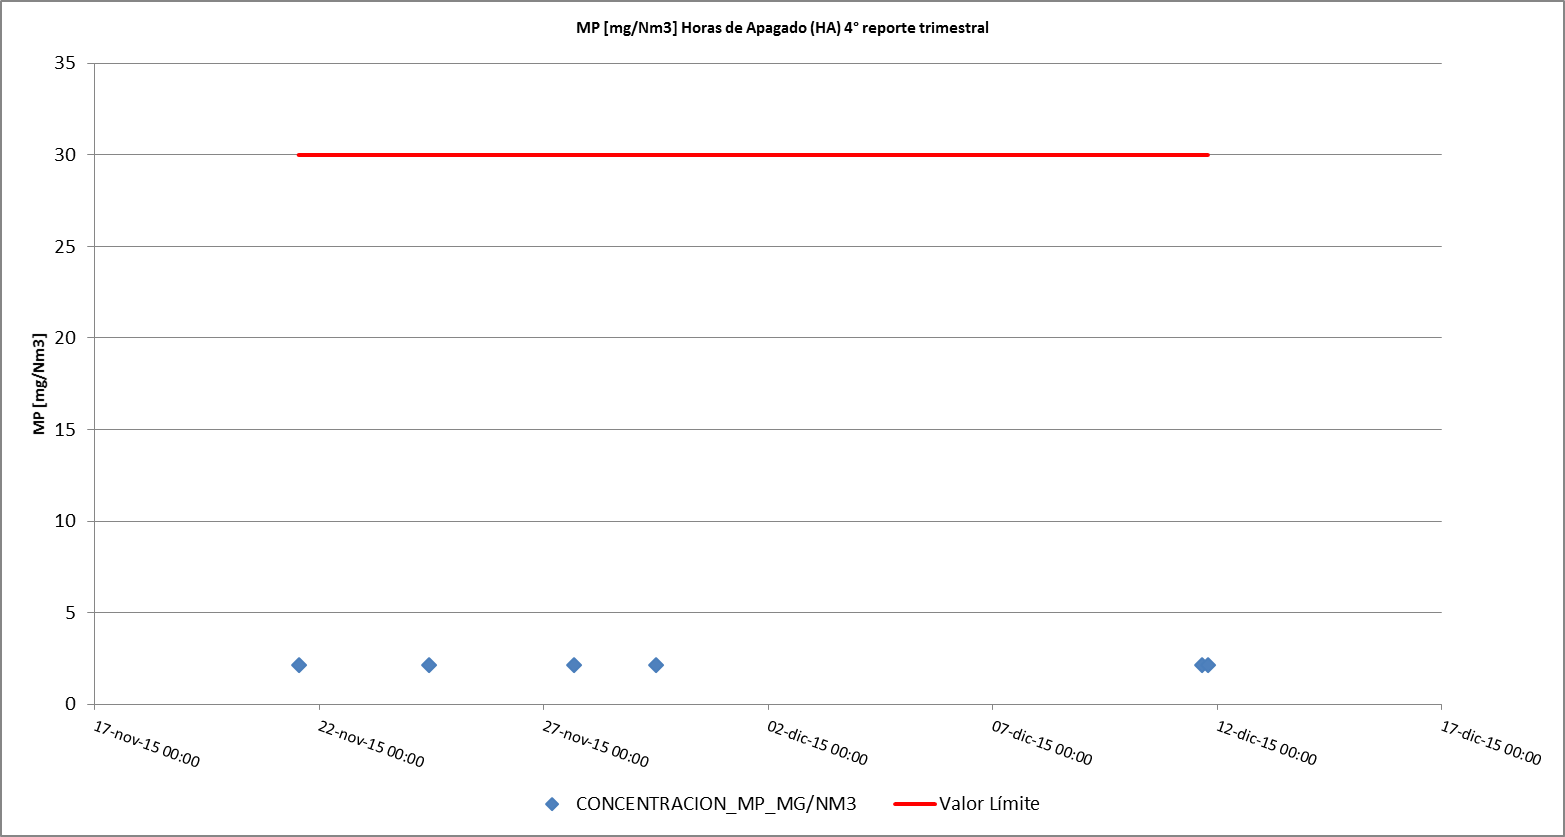 MP [mg/Nm3] Horas de Apagado (HA) 4° reporte trimestral
35
30
25
20
15
10
5
0
MP [mg/Nm3]
17-nov-15 00:00
22-nov-15 00:00
27-nov-15 00:00
02-dic-15 00:00
07-dic-15 00:00
12-dic-15 00:00
17-dic-15 00:00
CONCENTRACION_MP_MG/NM3
Valor Límite